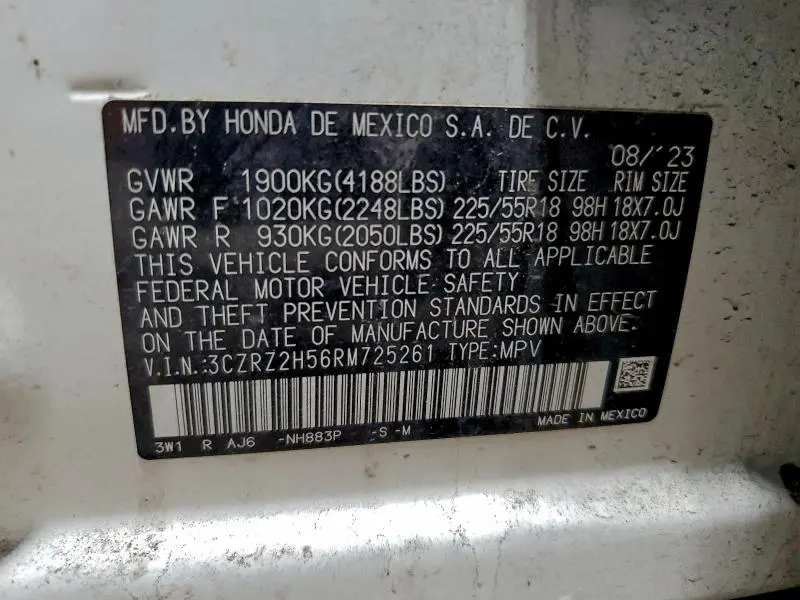 MFD.BY HONDA DE MEXICO S.A. DE C.V.
08/'23
GVWR 1900KG(4188LBS) TIRE SIZE RIM SIZE
GAWR F 1020KG(2248LBS) 225/55R18 98H 18X7.0J
GAWR R 930KG(2050LBS) 225/55R18 98H 18X7.0J
THIS VEHICLE CONFORMS TO ALL APPLICABLE
FEDERAL MOTOR VEHICLE SAFETY
AND THEFT PREVENTION STANDARDS IN EFFECT
ON THE DATE OF MANUFACTURE SHOWN ABOVE.
V.I.N.:3CZRZ2H56RM725261 TYPE:MPV
3W1 R AJ6 -NH883P -S -M
MADE IN MEXICO